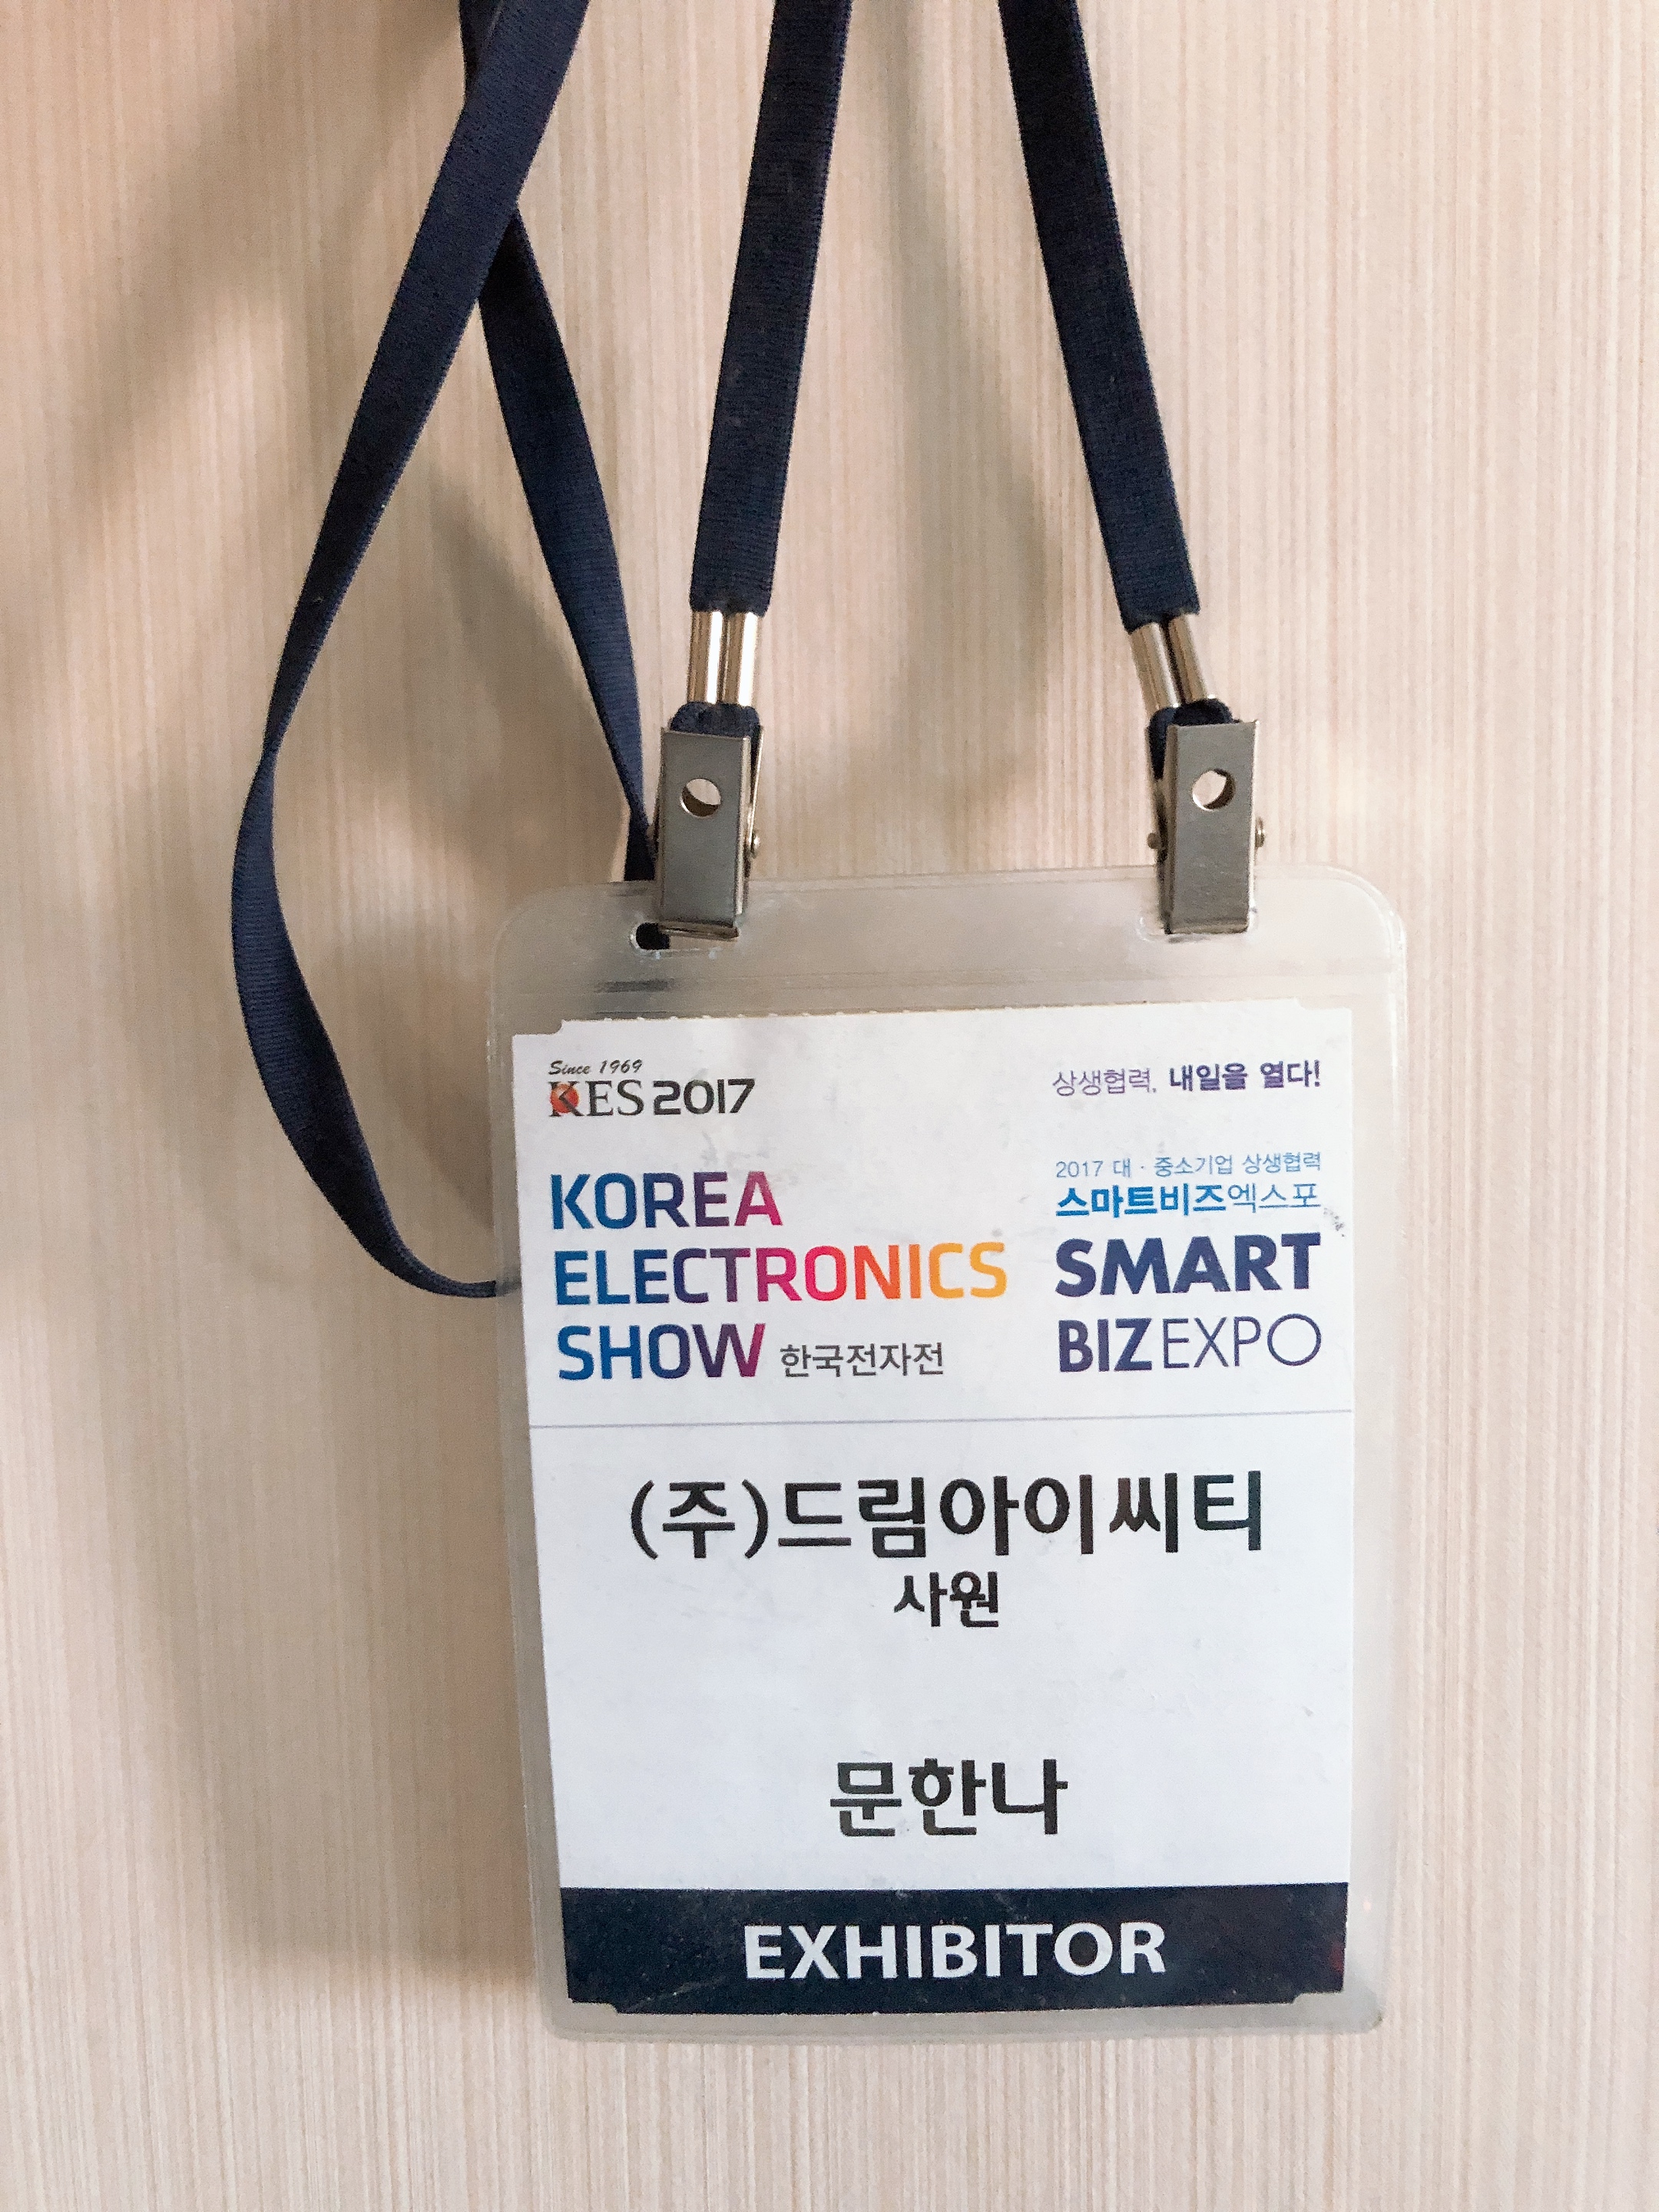 Since 1969
KES 2017
KOREA
ELECTRONICS
SHOW 한국전자전
상생협력, 내일을 열다!
2017 대 · 중소기업 상생협력
스마트비즈엑스포
SMART
BIZEXPO
(주)드림아이씨티
사원
문한나
EXHIBITOR